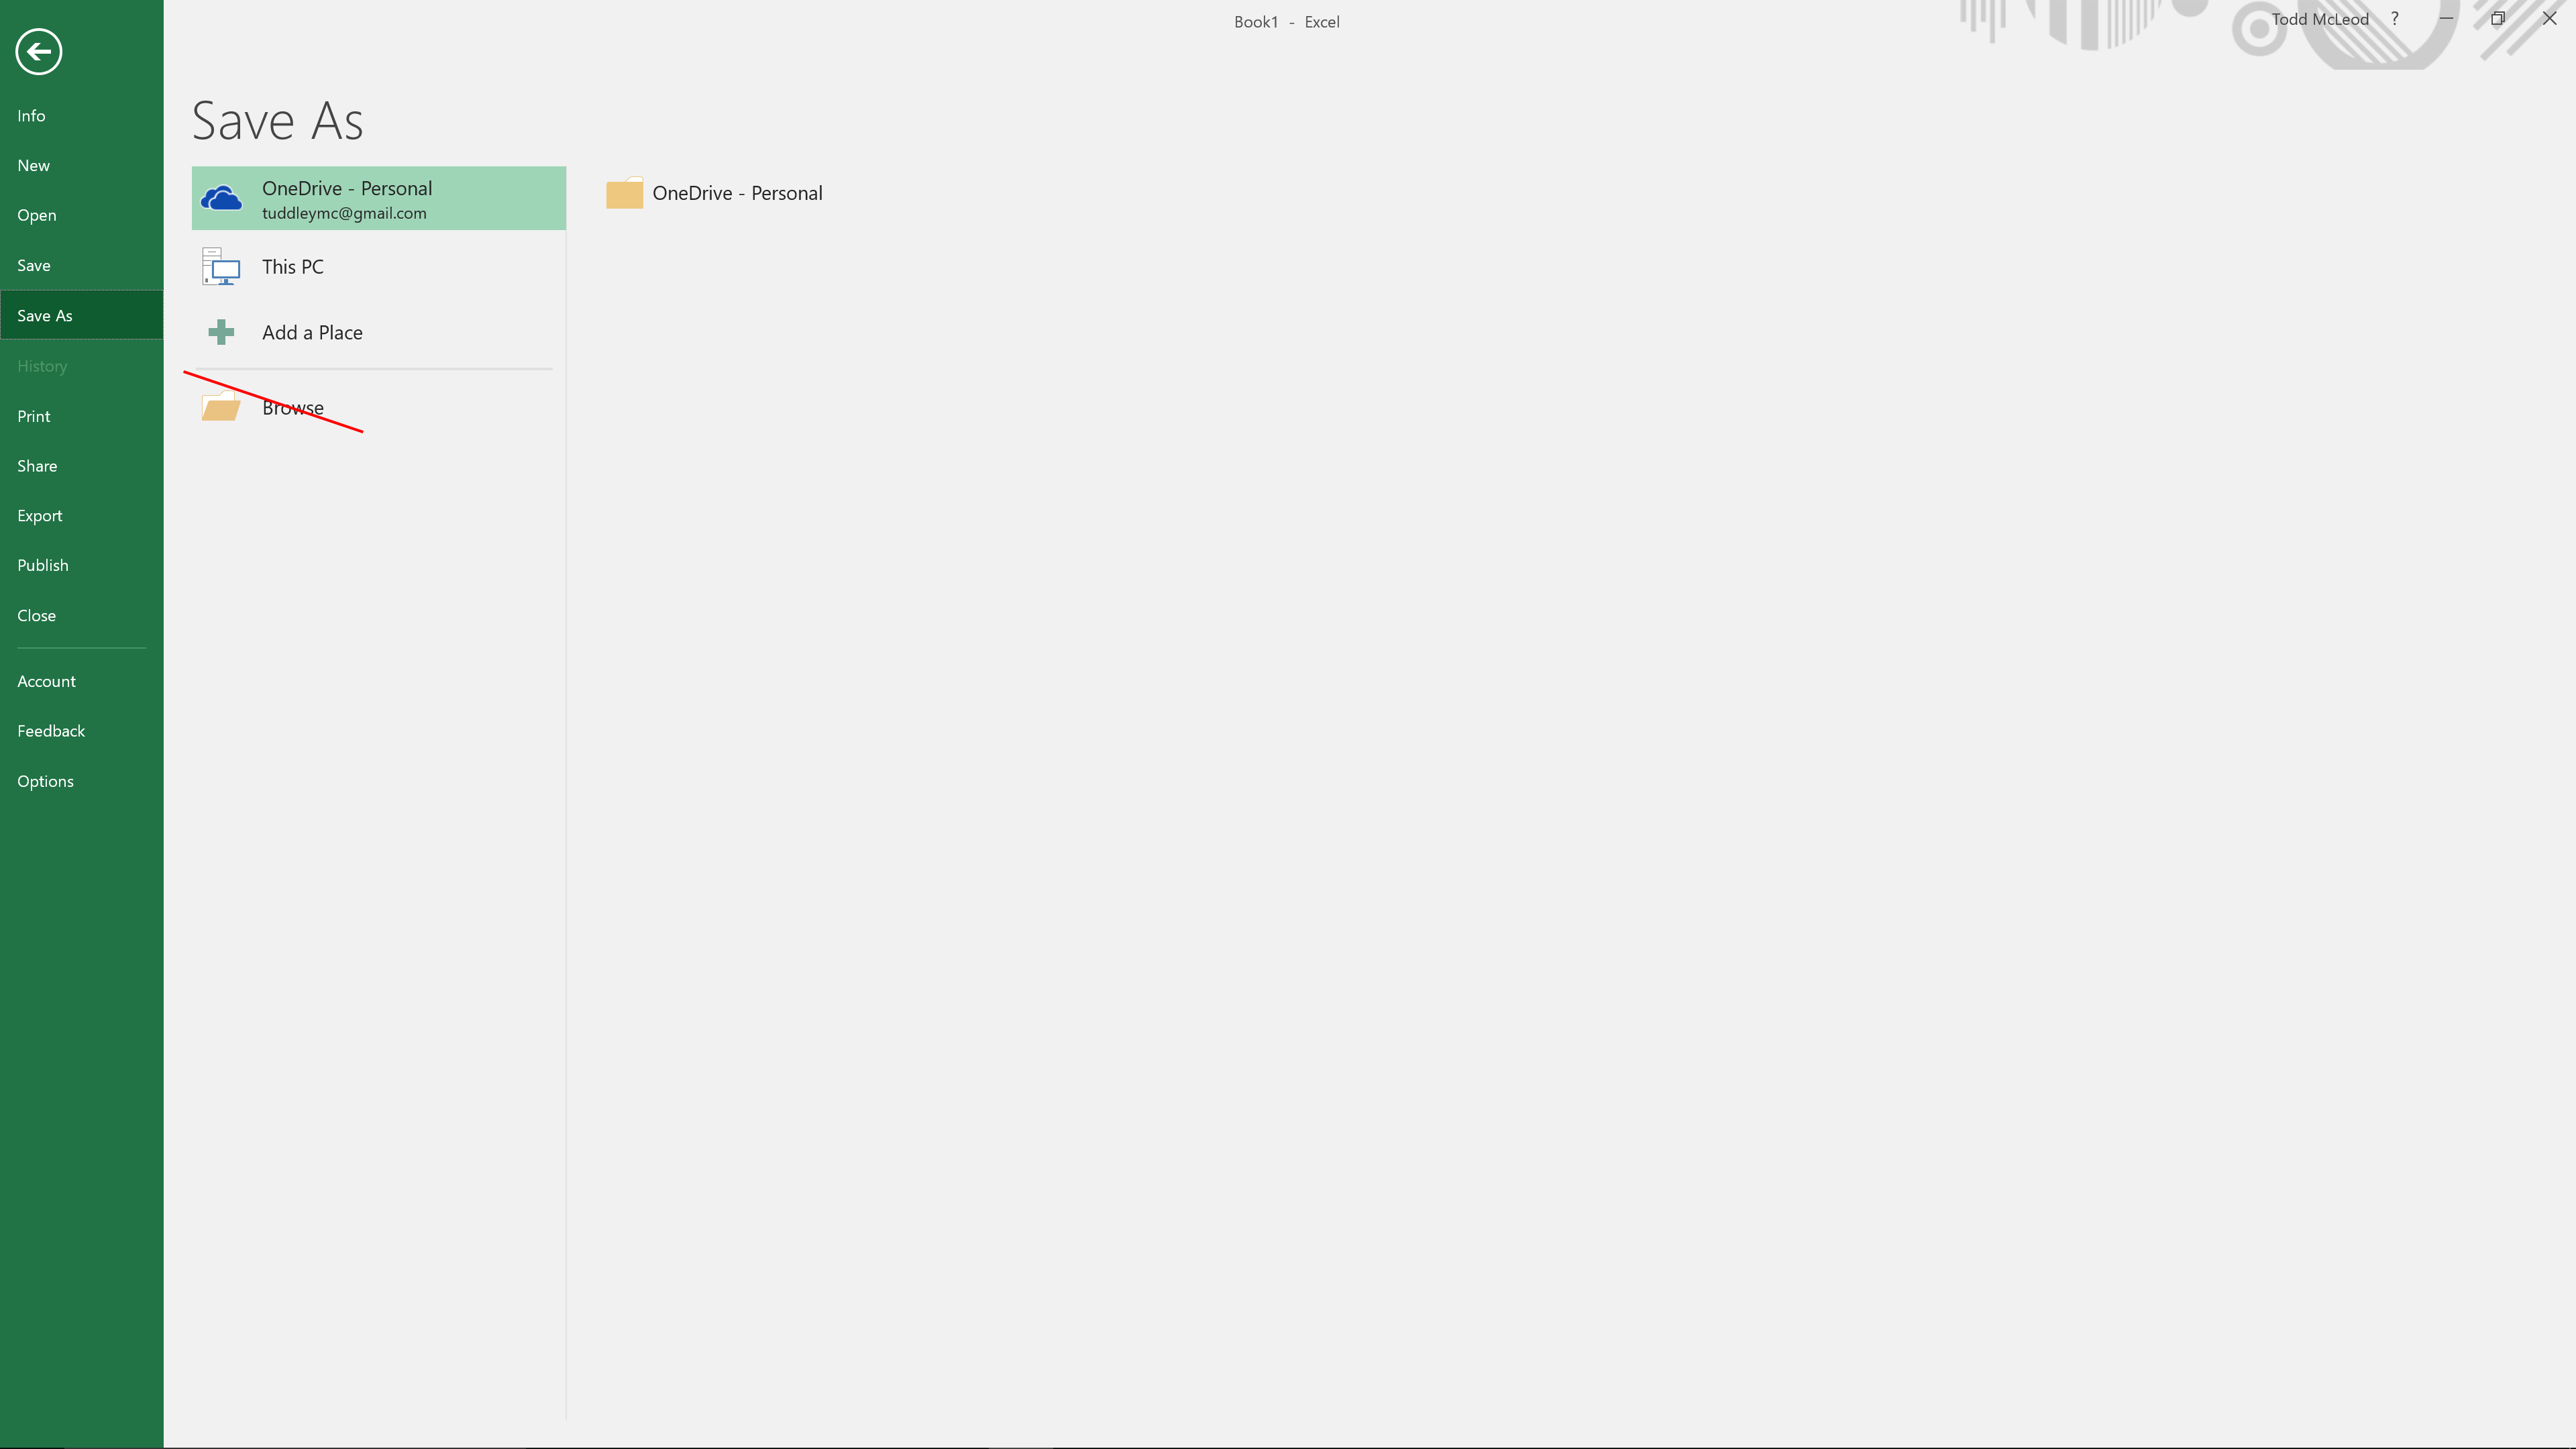 Book1 - Excel
Todd McLeod ?
Info
New
Open
Save
Save As
History
Print
Share
Export
Publish
Close
Account
Feedback
Options
Save As
OneDrive - Personal
tuddleymc@gmail.com
This PC
Add a Place
Browse
OneDrive - Personal